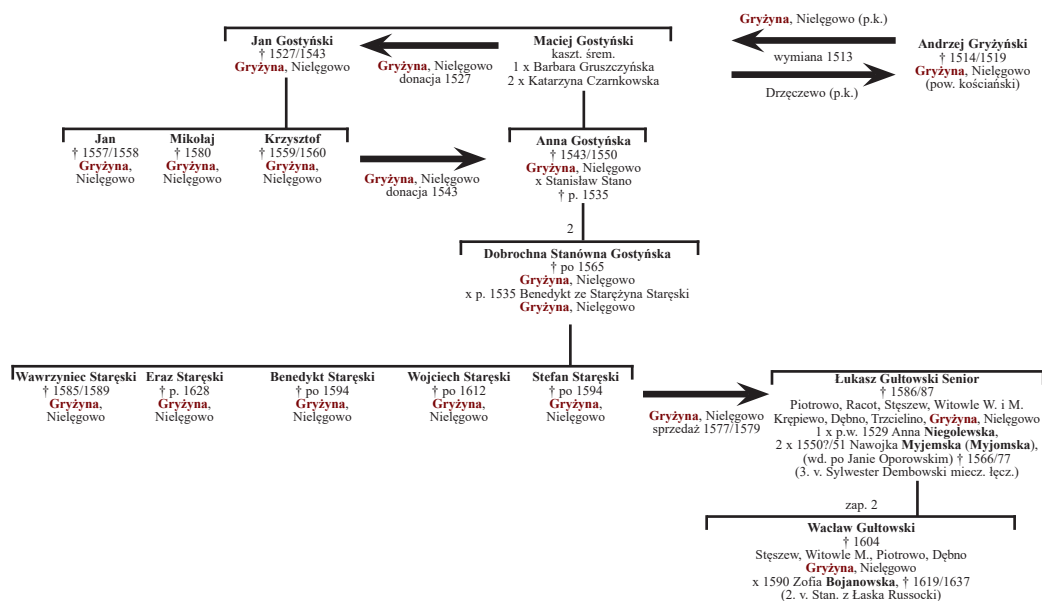 Jan Gostyński
† 1527/1543
Gryżyna, Nielęgowo
Gryżyna, Nielęgowo
donacja 1527
Maciej Gostyński
kaszt. śrem.
1 x Barbara Gruszczyńska
2 x Katarzyna Czarnkowska
Gryżyna, Nielęgowo (p.k.)
wymiana 1513
Drzęczewo (p.k.)
Andrzej Gryżyński
† 1514/1519
Gryżyna, Nielęgowo
(pow. kościański)
Jan
† 1557/1558
Gryżyna,
Nielęgowo
Mikołaj
† 1580
Gryżyna,
Nielęgowo
Krzysztof
† 1559/1560
Gryżyna,
Nielęgowo
Gryżyna, Nielęgowo
donacja 1543
Anna Gostyńska
† 1543/1550
Gryżyna, Nielęgowo
x Stanisław Stano
† p. 1535
2
Dobrochna Stanówna Gostyńska
† po 1565
Gryżyna, Nielęgowo
x p. 1535 Benedykt ze Starężyna Staręski
Gryżyna, Nielęgowo
Wawrzyniec Staręski
† 1585/1589
Gryżyna,
Nielęgowo
Eraz Staręski
† p. 1628
Gryżyna,
Nielęgowo
Benedykt Staręski
† po 1594
Gryżyna,
Nielęgowo
Wojciech Staręski
† po 1612
Gryżyna,
Nielęgowo
Stefan Staręski
† po 1594
Gryżyna,
Nielęgowo
Gryżyna, Nielęgowo
sprzedaż 1577/1579
Łukasz Gułtowski Senior
† 1586/87
Piotrowo, Racot, Stęszew, Witowle W. i M.
Krępiewo, Dębno, Trzcielino, Gryżyna, Nielęgowo
1 x p.w. 1529 Anna Niegolewska,
2 x 1550?/51 Nawojka Myjemska (Myjomska),
(wd. po Janie Oporowskim) † 1566/77
(3. v. Sylwester Dembowski miecz. łęcz.)
zap. 2
Wacław Gułtowski
† 1604
Stęszew, Witowle M., Piotrowo, Dębno
Gryżyna, Nielęgowo
x 1590 Zofia Bojanowska, † 1619/1637
(2. v. Stan. z Łaska Russocki)